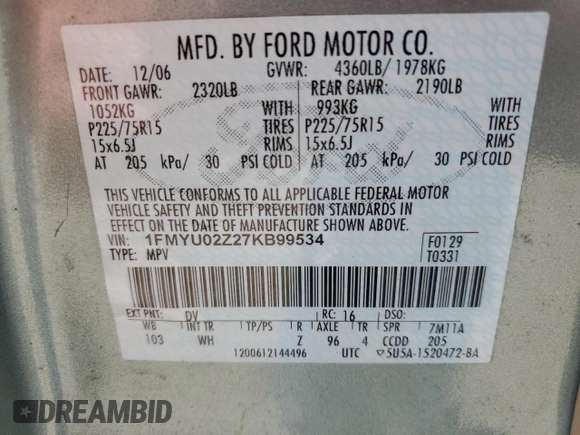 MFD. BY FORD MOTOR CO.
DATE: 12/06 GVWR: 4360LB/ 1978KG
FRONT GAWR: 2320LB REAR GAWR: 2190LB
1052KG WITH 993KG WITH
P225/75R15 TIRES P225/75R15 TIRES
15x6.5J RIMS 15x6.5J RIMS
AT 205 kPa/ 30 PSI COLD AT 205 kPa/ 30 PSI COLD
THIS VEHICLE CONFORMS TO ALL APPLICABLE FEDERAL MOTOR
VEHICLE SAFETY AND THEFT PREVENTION STANDARDS IN
EFFECT ON THE DATE OF MANUFACTURE SHOWN ABOVE.
VIN: 1FMYU02Z27KB99534 F0129
TYPE: MPV T0331
EXT PNT: DV RC: 16 DSO:
WB INT TR TP/PS R AXLE TR SPR 7M11A
103 WH Z 96 4 CCDD 205
1200612144496 UTC 5U5A-1520472-BA
Ford
DREAMBID